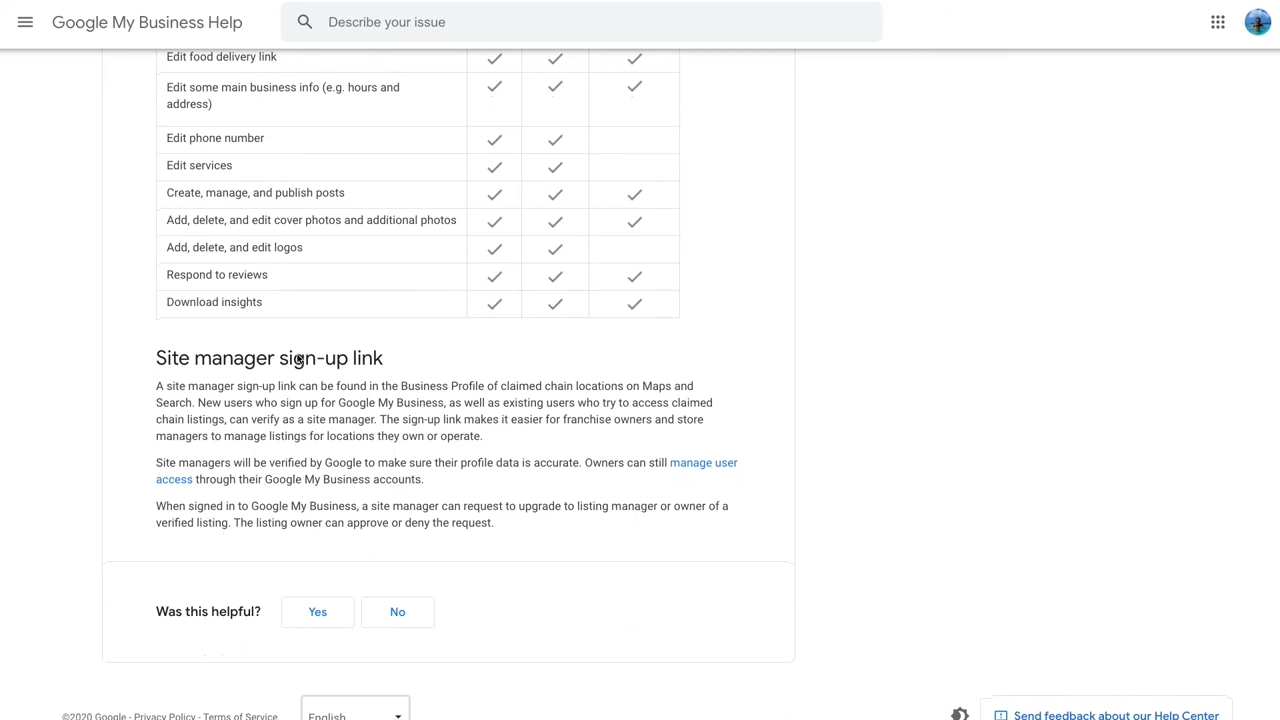 Google My Business Help
Describe your issue
Edit food delivery link
Edit some main business info (e.g. hours and
address)
Edit phone number
Edit services
Create, manage, and publish posts
Add, delete, and edit cover photos and additional photos
Add, delete, and edit logos
Respond to reviews
Download insights
Site manager sign-up link
A site manager sign-up link can be found in the Business Profile of claimed chain locations on Maps and
Search. New users who sign up for Google My Business, as well as existing users who try to access claimed
chain listings, can verify as a site manager. The sign-up link makes it easier for franchise owners and store
managers to manage listings for locations they own or operate.
Site managers will be verified by Google to make sure their profile data is accurate. Owners can still manage user
access through their Google My Business accounts.
When signed in to Google My Business, a site manager can request to upgrade to listing manager or owner of a
verified listing. The listing owner can approve or deny the request.
Was this helpful?
Yes
No
©2020 Google - Privacy Policy - Terms of Service
English
Send feedback about our Help Center